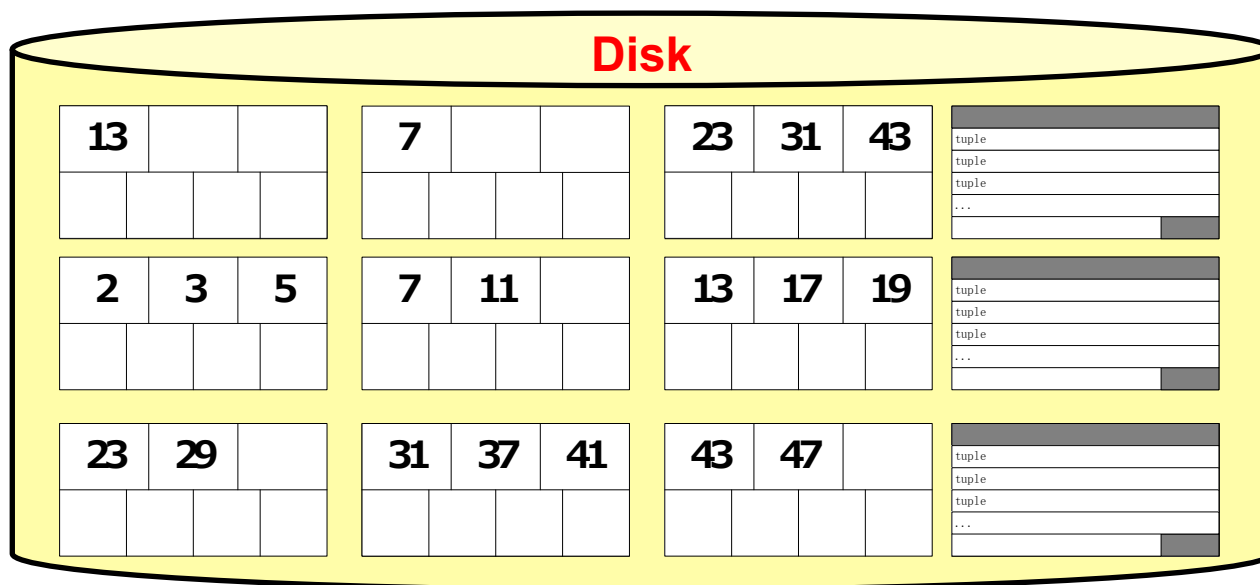 Disk
13
7
23 31 43
tuple
tuple
tuple
...
2 3 5
7 11
13 17 19
tuple
tuple
tuple
...
23 29
31 37 41
43 47
tuple
tuple
tuple
...